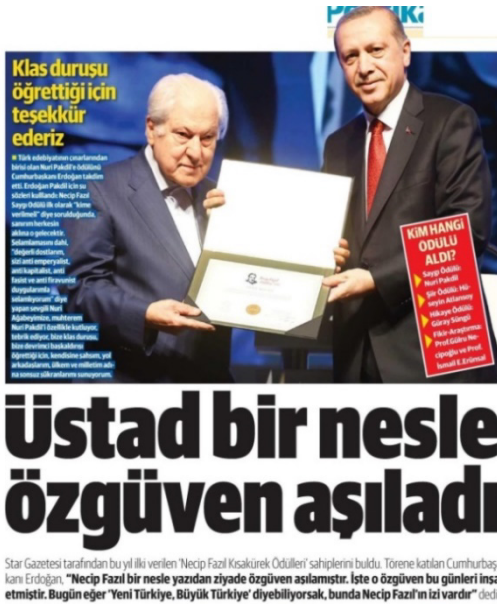 Politika
Klas duruşu
öğrettiği için
teşekkür
ederiz
■ Türk edebiyatının çınarlarından
birisi olan Nuri Pakdil'e ödülünü
Cumhurbaşkanı Erdoğan takdim
etti. Erdoğan Pakdil için şu
sözleri kullandı: Necip Fazıl
Saygı Ödülü ilk olarak "kime
verilmeli" diye sorulduğunda,
sanırım herkesin
aklına o gelecektir.
Selamlamasını dahi,
"değerli dostlarım,
sizi anti emperyalist,
anti kapitalist, anti
faşist ve anti firavunist
duygularımla
selamlıyorum" diye
yapan sevgili Nuri
Ağabeyimize, muhterem
Nuri Pakdil'i özellikle kutluyor,
tebrik ediyor, bize klas duruşu,
bize devrimci başkaldırışı
öğrettiği için, kendisine şahsım, yol
arkadaşlarım, ülkem ve milletim adı-
na sonsuz şükranlarımı sunuyorum.
KİM HANGİ
ÖDÜLÜ
ALDI?
Saygı Ödülü:
Nuri Pakdil
Şiir Ödülü: Hü-
seyin Atlansoy
Hikaye Ödülü:
Güray Süngü
Fikir-Araştırma:
Prof.Gülru Ne-
cipoğlu ve Prof.
İsmail E.Erünsal
Üstad bir nesle
özgüven aşıladı
Star Gazetesi tarafından bu yıl ilki verilen 'Necip Fazıl Kısakürek Ödülleri' sahiplerini buldu. Törene katılan Cumhurbaş
kanı Erdoğan, "Necip Fazıl bir nesle yazıdan ziyade özgüven aşılamıştır. İşte o özgüven bu günleri inşa
etmiştir. Bugün eğer 'Yeni Türkiye, Büyük Türkiye' diyebiliyorsak, bunda Necip Fazıl'ın izi vardır" dedi